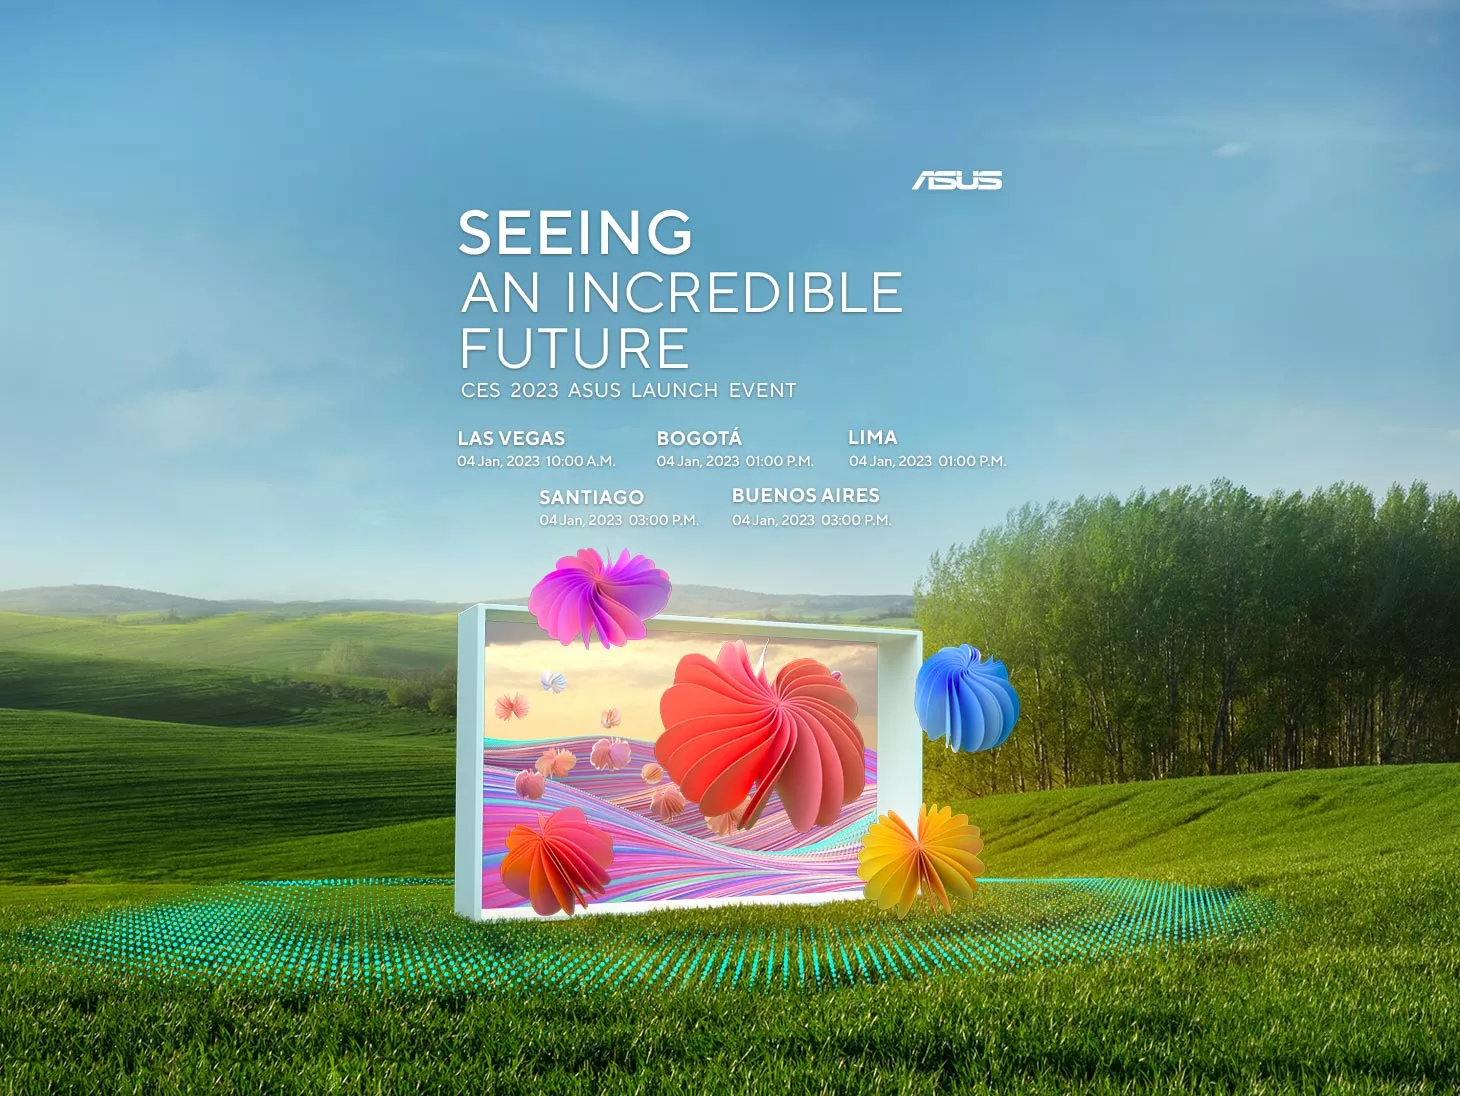 ASUS
SEEING
AN INCREDIBLE
FUTURE
CES 2023 ASUS LAUNCH EVENT
LAS VEGAS
04 Jan, 2023 10:00 A.M.
BOGOTÁ
04 Jan, 2023 01:00 P.M.
LIMA
04 Jan, 2023 01:00 P.M.
SANTIAGO
04 Jan, 2023 03:00 P.M.
BUENOS AIRES
04 Jan, 2023 03:00 P.M.